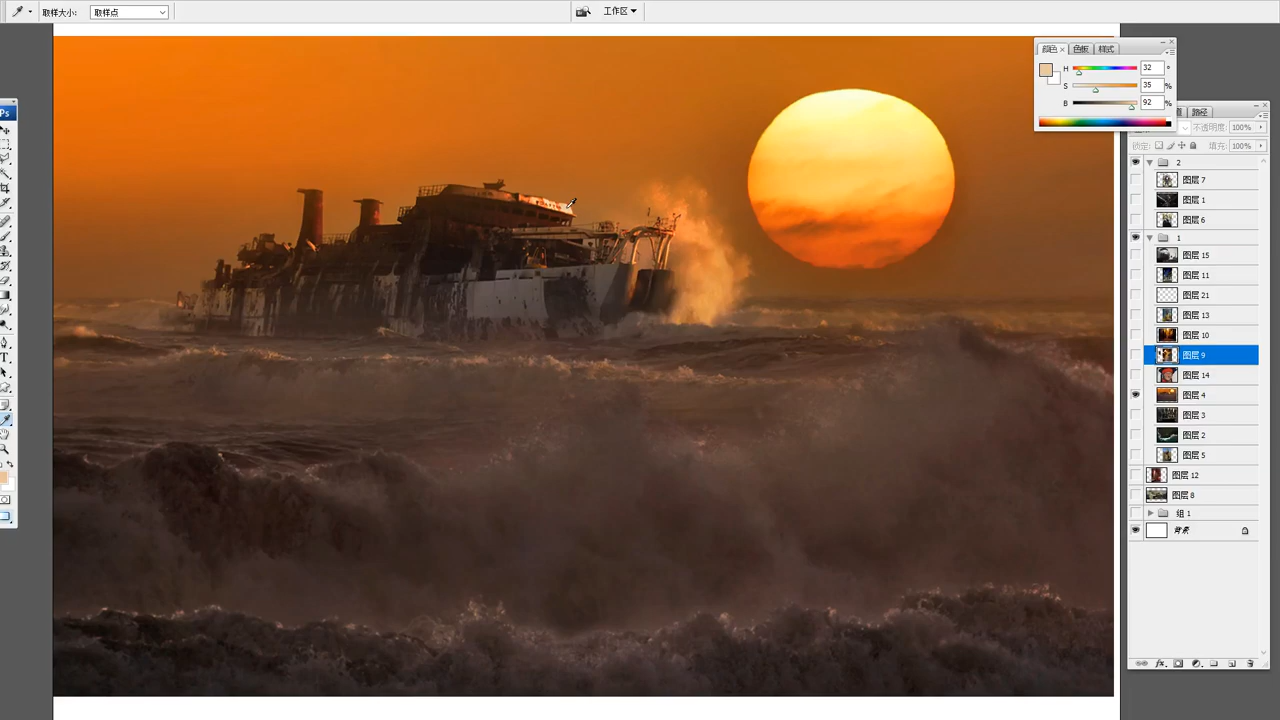 取样大小: 取样点 工作区
颜色 × 色板 样式
H 32 °
S 35 %
B 92 %
Ps
路径
不透明度: 100%
锁定: 填充: 100%
2
图层 7
图层 1
图层 6
1
图层 15
图层 11
图层 21
图层 13
图层 10
图层 9
图层 14
图层 4
图层 3
图层 2
图层 5
图层 12
图层 8
组 1
背景